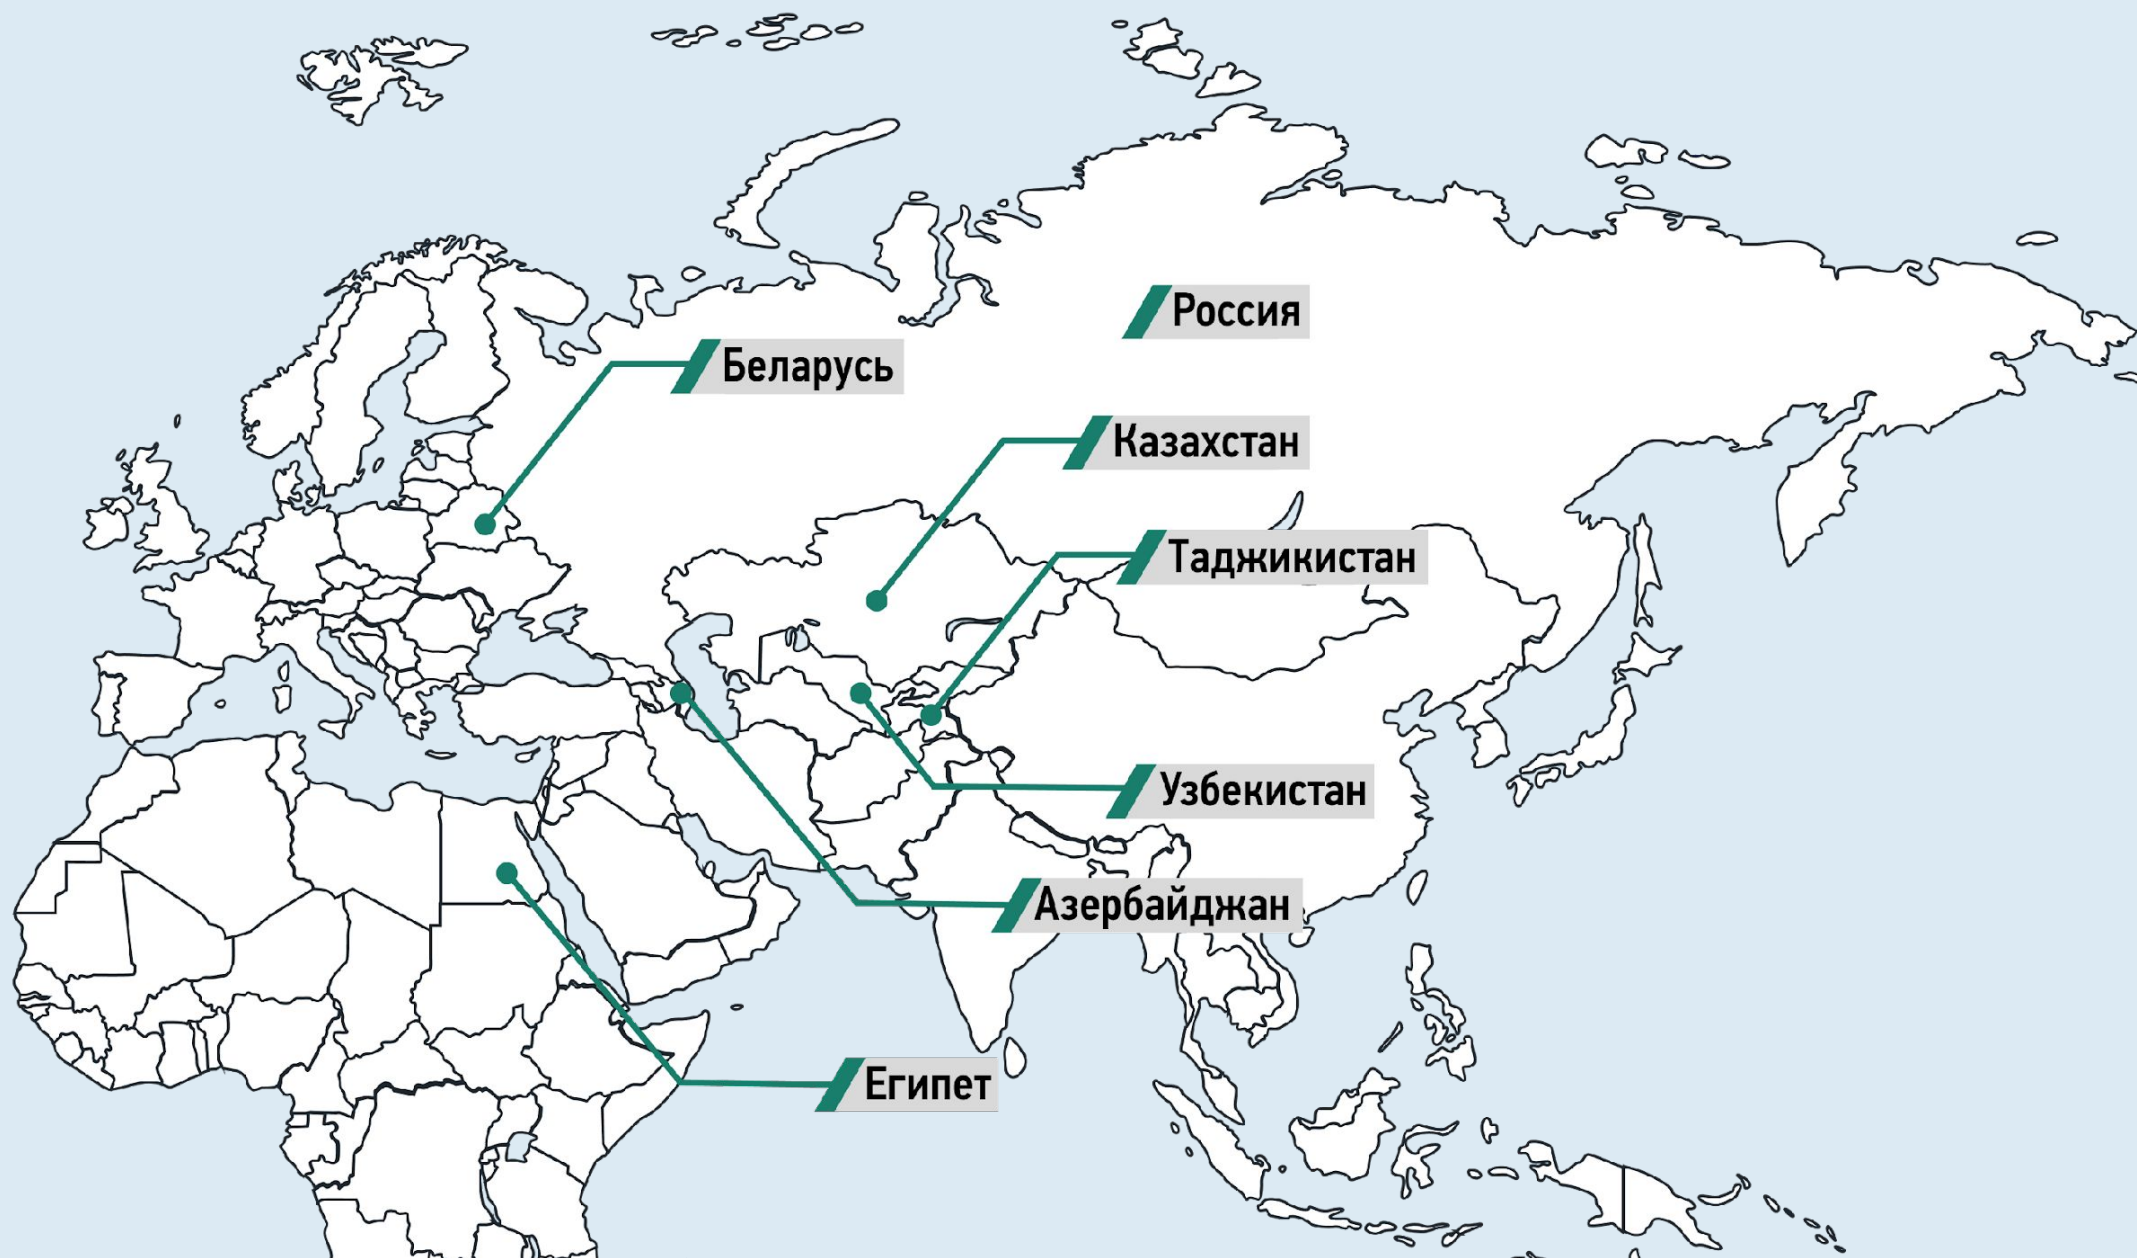 Россия
Беларусь
Казахстан
Таджикистан
Узбекистан
Азербайджан
Египет